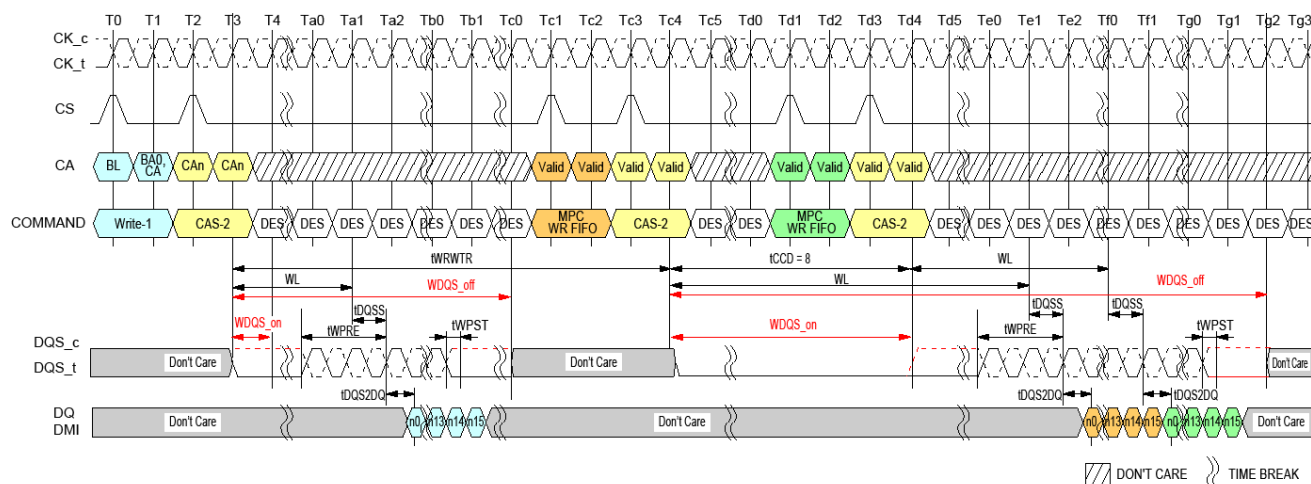 T0 T1 T2 T3 T4 Ta0 Ta1 Ta2 Tb0 Tb1 Tc0 Tc1 Tc2 Tc3 Tc4 Tc5 Td0 Td1 Td2 Td3 Td4 Td5 Te0 Te1 Te2 Tf0 Tf1 Tg0 Tg1 Tg2 Tg3
CK_c
CK_t
CS
CA BL BA0, CA CAn CAn Valid Valid Valid Valid Valid Valid Valid Valid
COMMAND Write-1 CAS-2 DES DES DES DES DES DES DES MPC WR FIFO CAS-2 DES DES MPC WR FIFO CAS-2 DES DES DES DES DES DES DES DES DES DES
tWRWTR tCCD = 8 WL
WL WDQS_off WL WDQS_off
tDQSS tDQSS tDQSS
WDQS_on tWPRE tWPST WDQS_on tWPRE tWPST
DQS_c
DQS_t Don't Care Don't Care Don't Care
tDQS2DQ tDQS2DQ tDQS2DQ
DQ
DMI Don't Care n0 n13 n14 n15 Don't Care n0 n13 n14 n15 n0 n13 n14 n15 Don't Care
DON'T CARE TIME BREAK